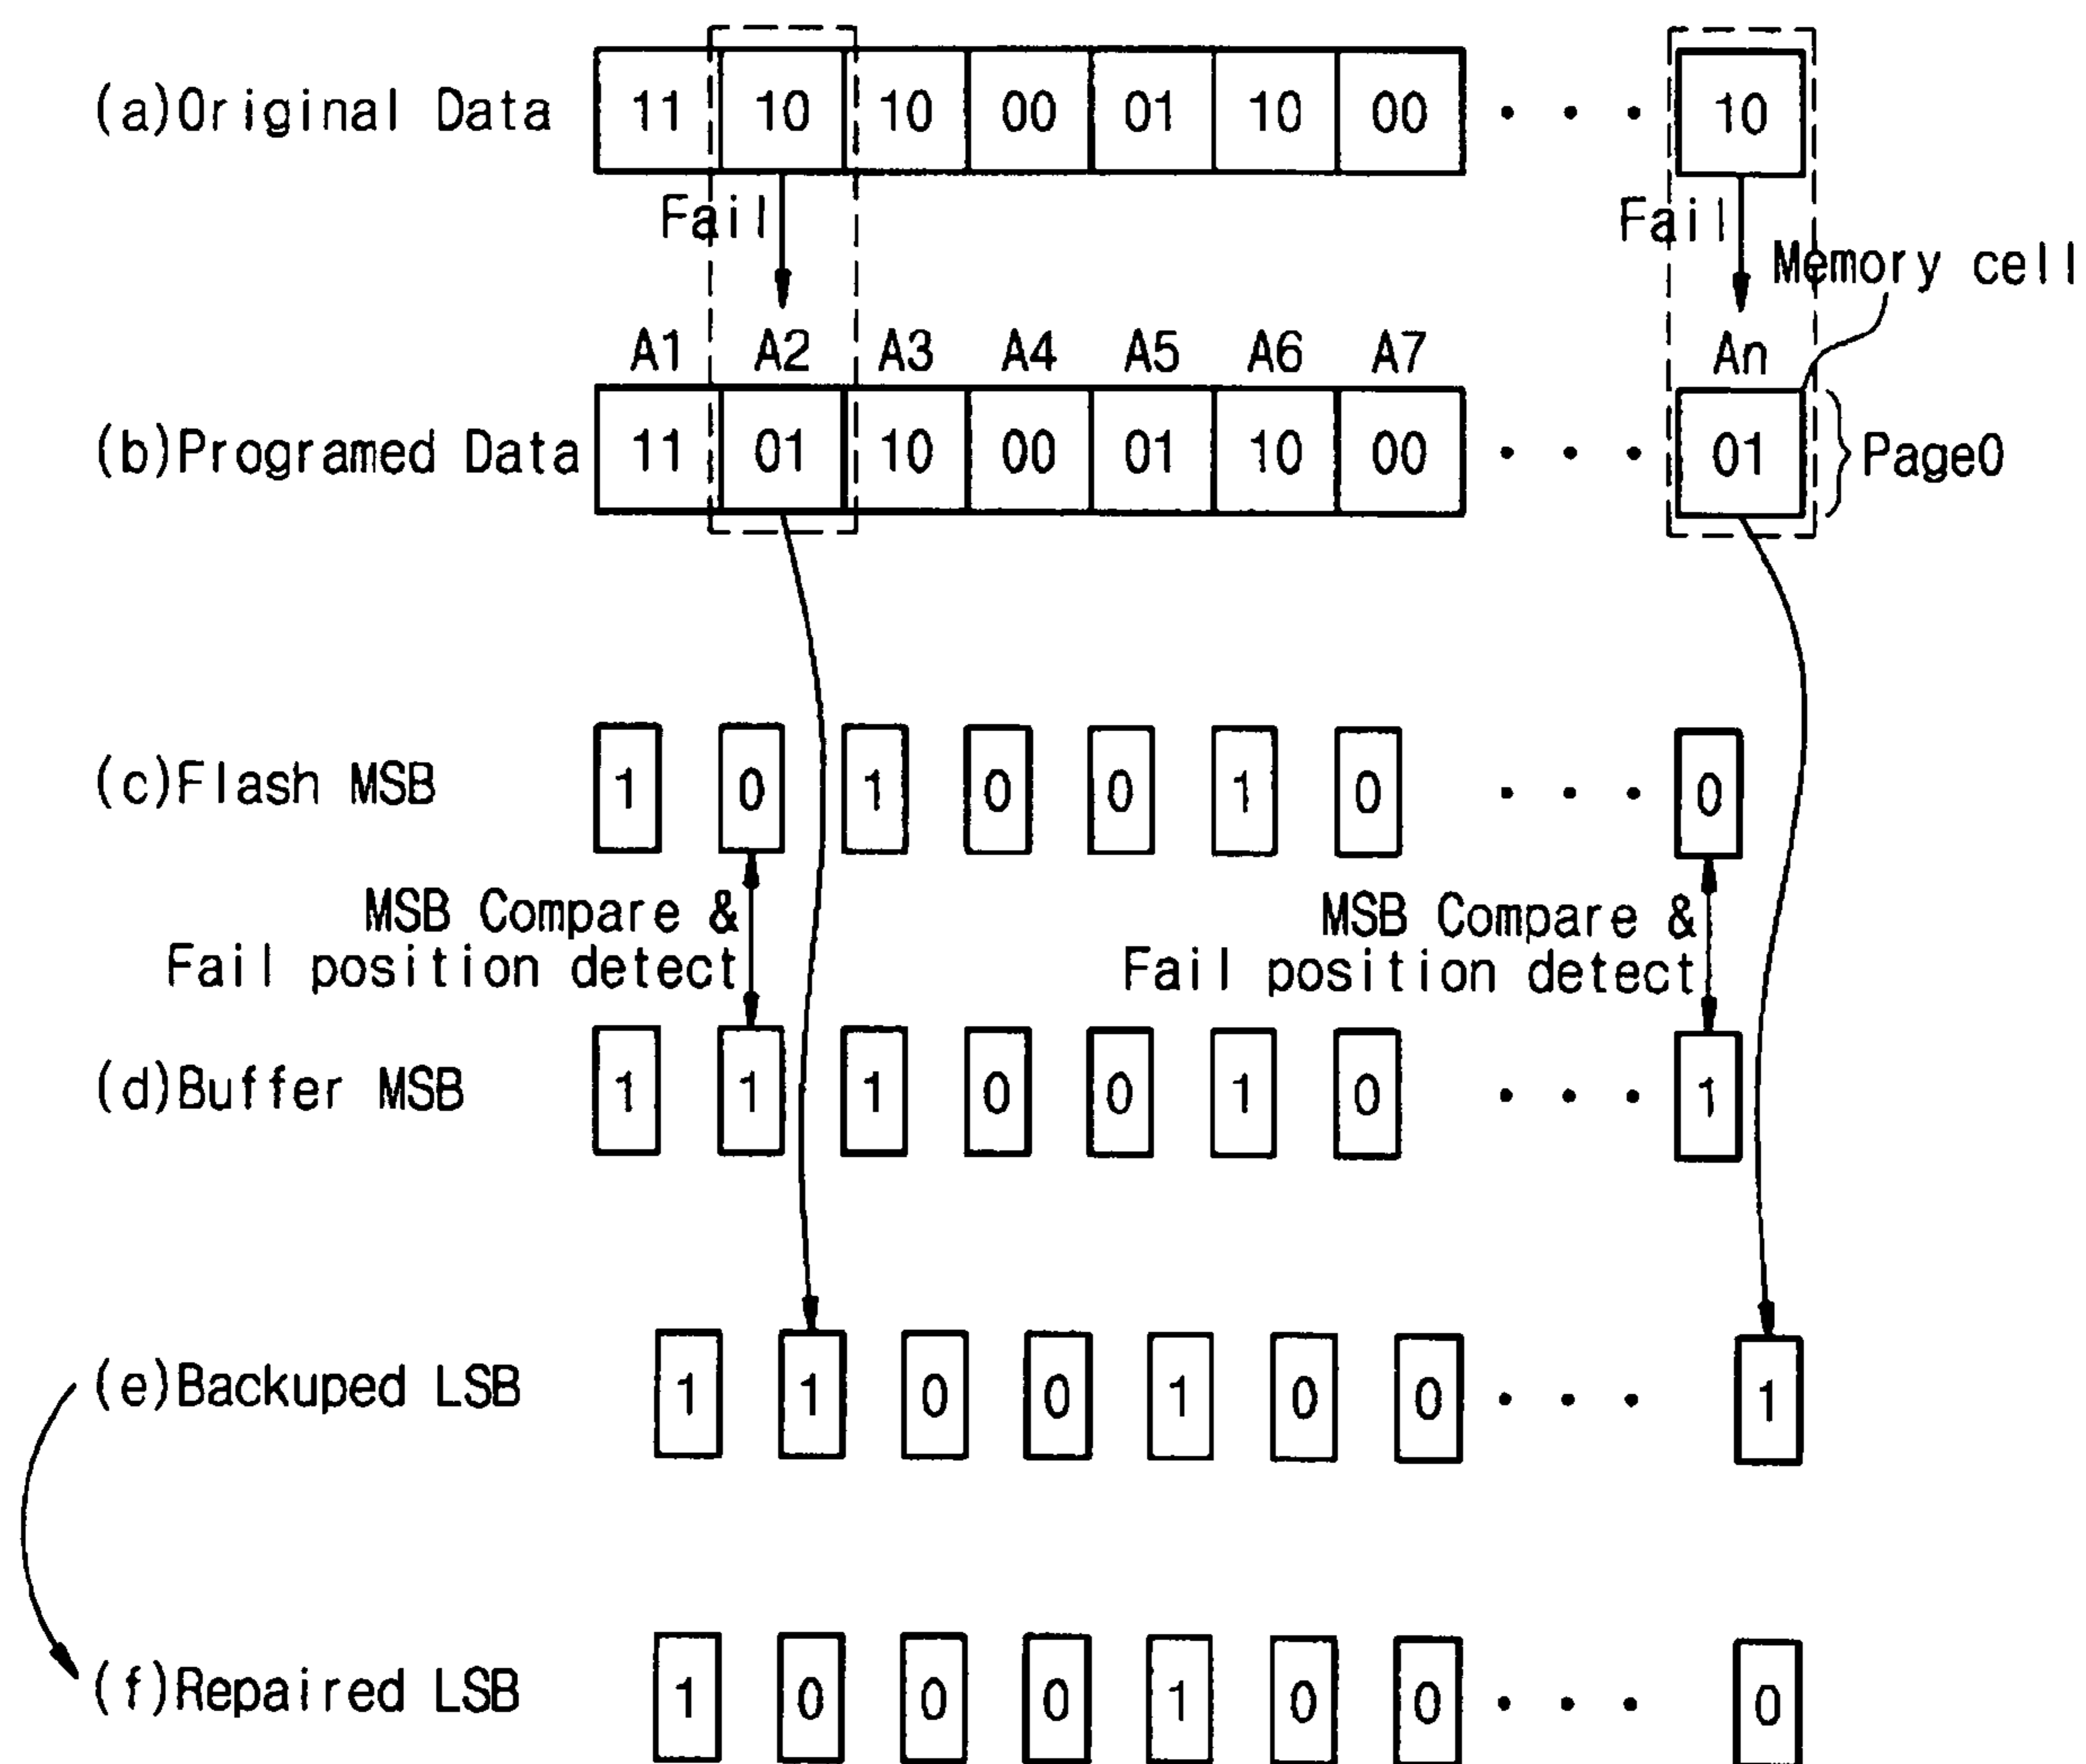 (a)Original Data 11 10 10 00 01 10 00 · · · 10
Fail Fail
Memory cell
A1 A2 A3 A4 A5 A6 A7 An
(b)Programed Data 11 01 10 00 01 10 00 · · · 01 Page0
(c)Flash MSB 1 0 1 0 0 1 0 · · · 0
MSB Compare &
Fail position detect
MSB Compare &
Fail position detect
(d)Buffer MSB 1 1 1 0 0 1 0 · · · 1
(e)Backuped LSB 1 1 0 0 1 0 0 · · · 1
(f)Repaired LSB 1 0 0 0 1 0 0 · · · 0